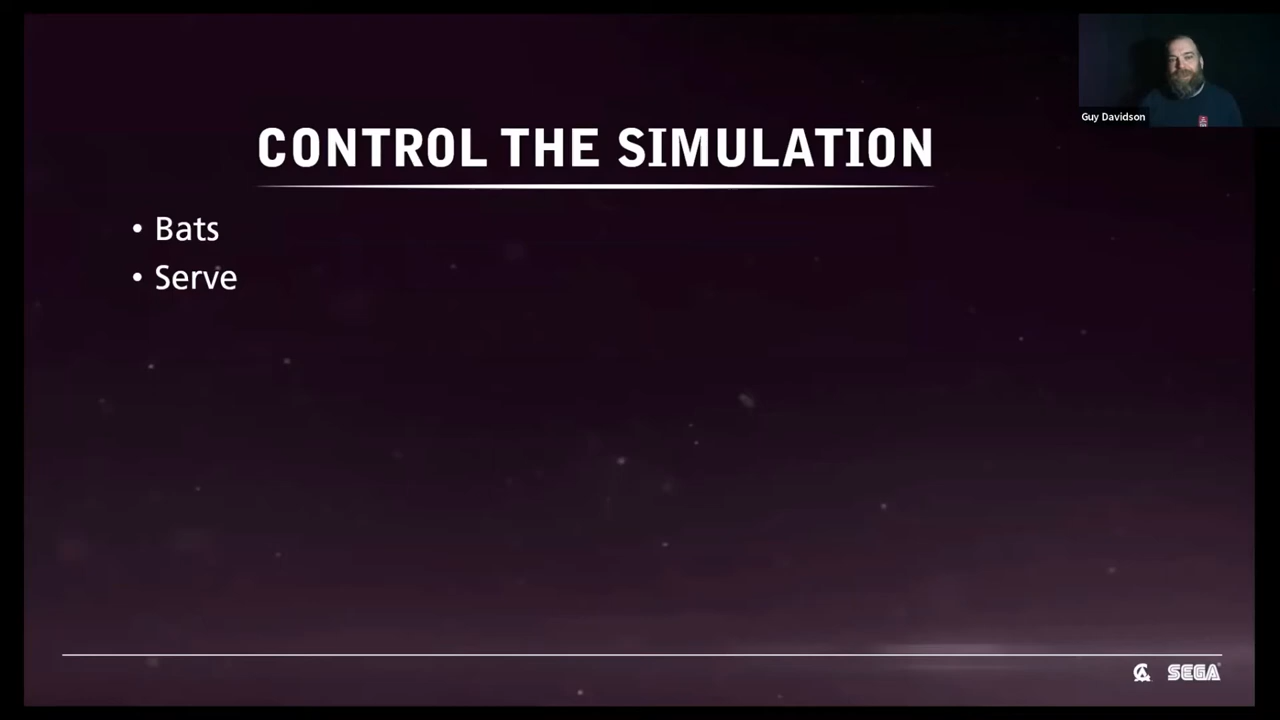 CONTROL THE SIMULATION
Guy Davidson
• Bats
• Serve
SEGA